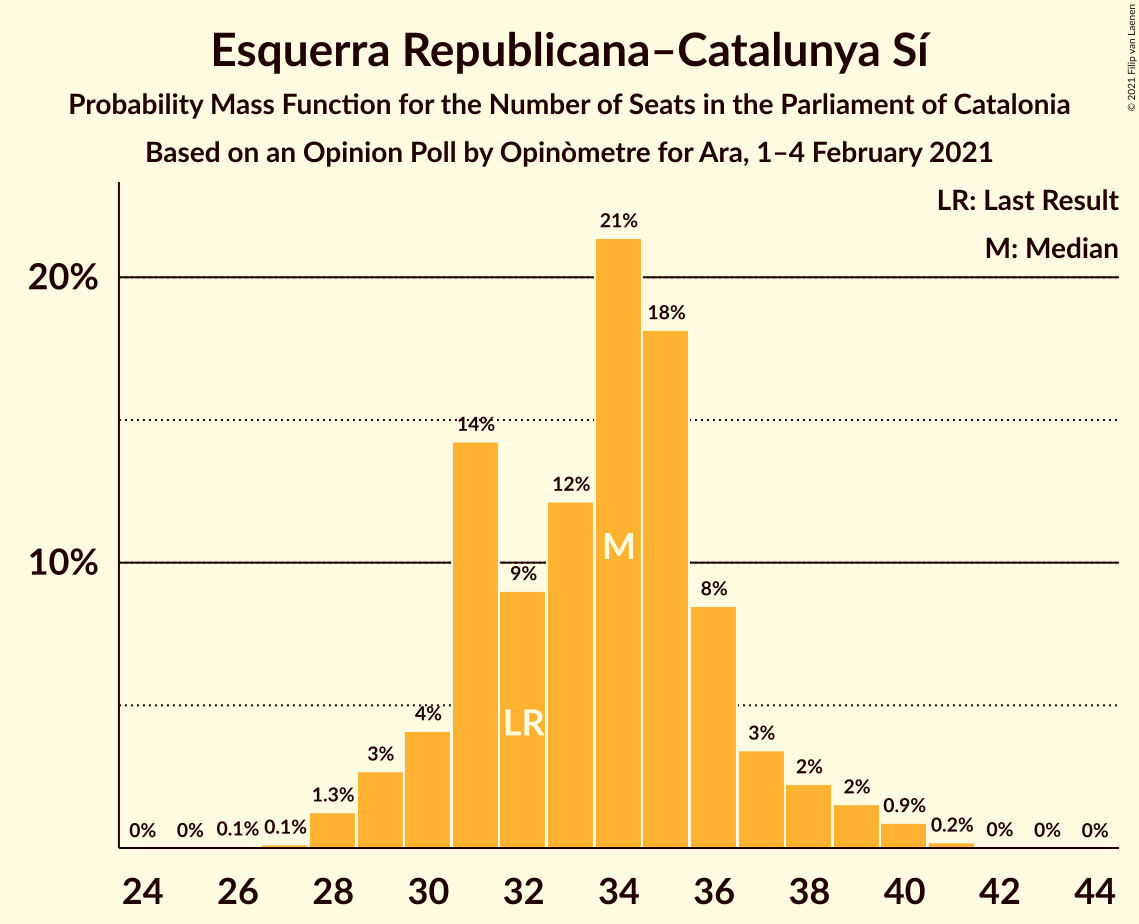 Esquerra Republicana–Catalunya Sí
Probability Mass Function for the Number of Seats in the Parliament of Catalonia
Based on an Opinion Poll by Opinòmetre for Ara, 1–4 February 2021
© 2021 Filip van Laenen
LR: Last Result
M: Median
20%
10%
0% 0% 0.1% 0.1% 1.3% 3% 4% 14% 9% 12% 21% 18% 8% 3% 2% 2% 0.9% 0.2% 0% 0% 0%
LR M
24 26 28 30 32 34 36 38 40 42 44